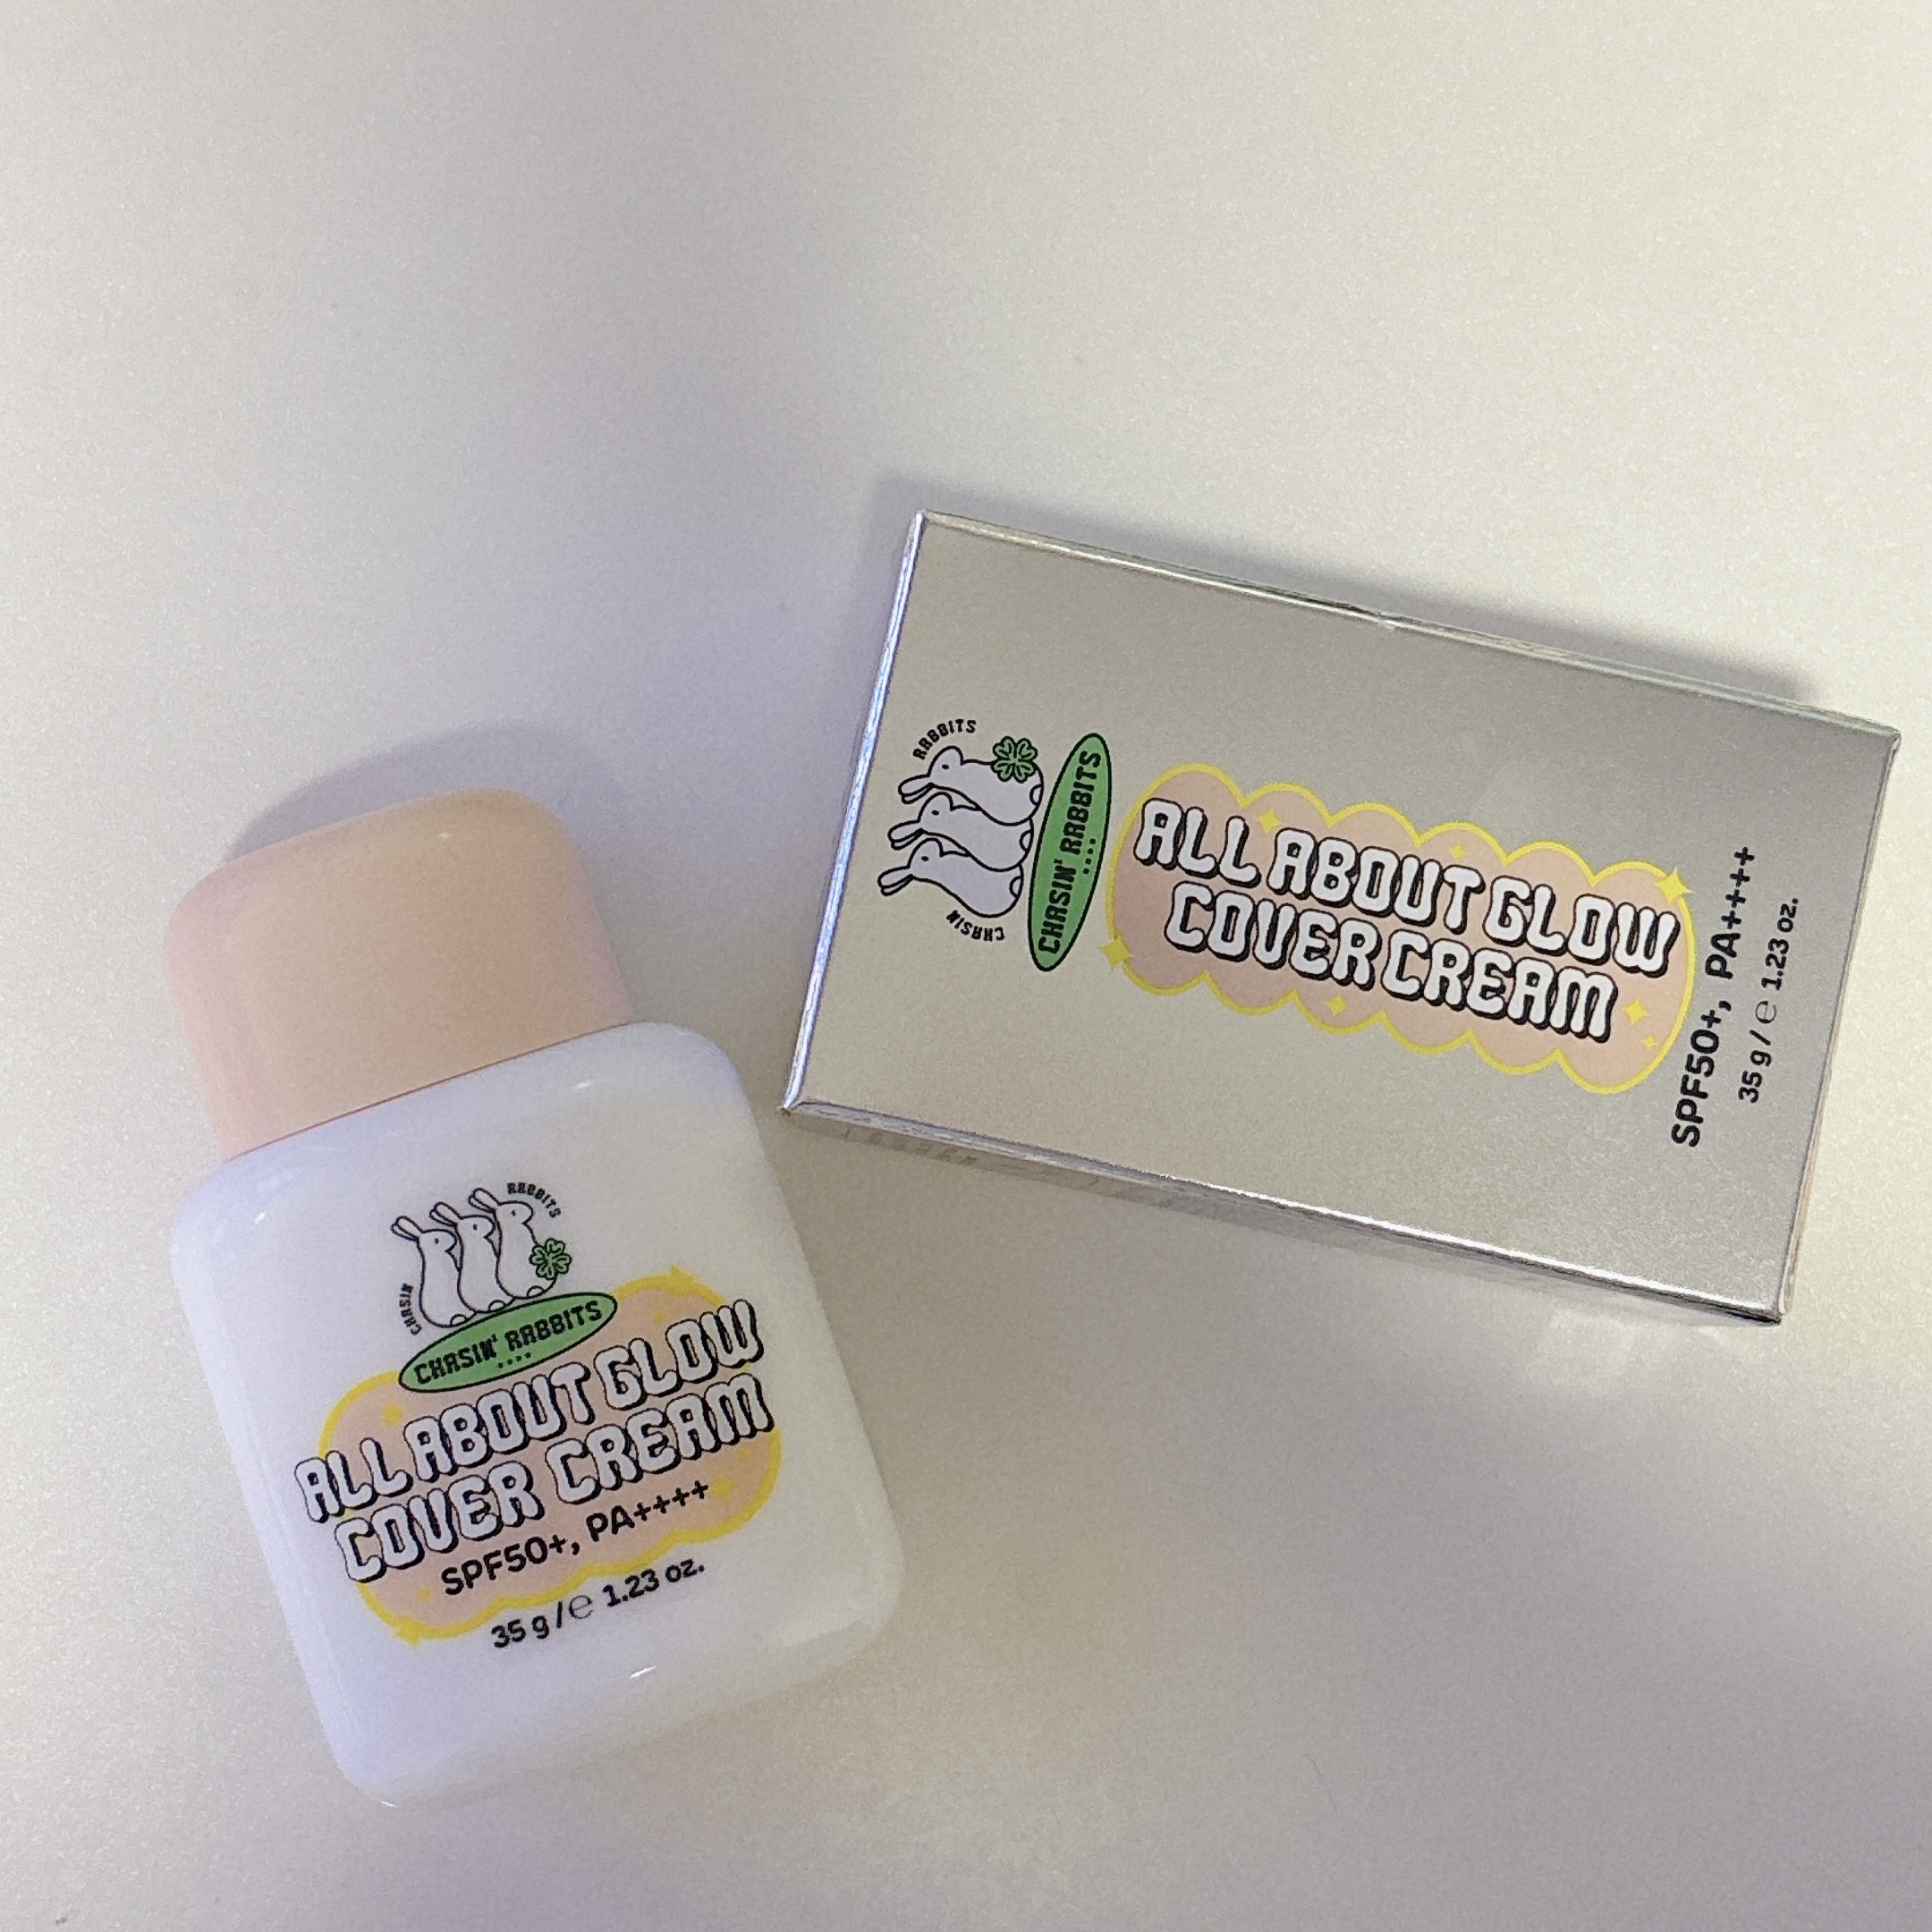 CHASIN RABBITS
CHASIN' RABBITS
ALL ABOUT GLOW
COVER CREAM
SPF50+, PA++++
35 g / ℮ 1.23 oz.
CHASIN RABBITS
CHASIN' RABBITS
ALL ABOUT GLOW
COVER CREAM
SPF50+, PA++++
35 g / ℮ 1.23 oz.